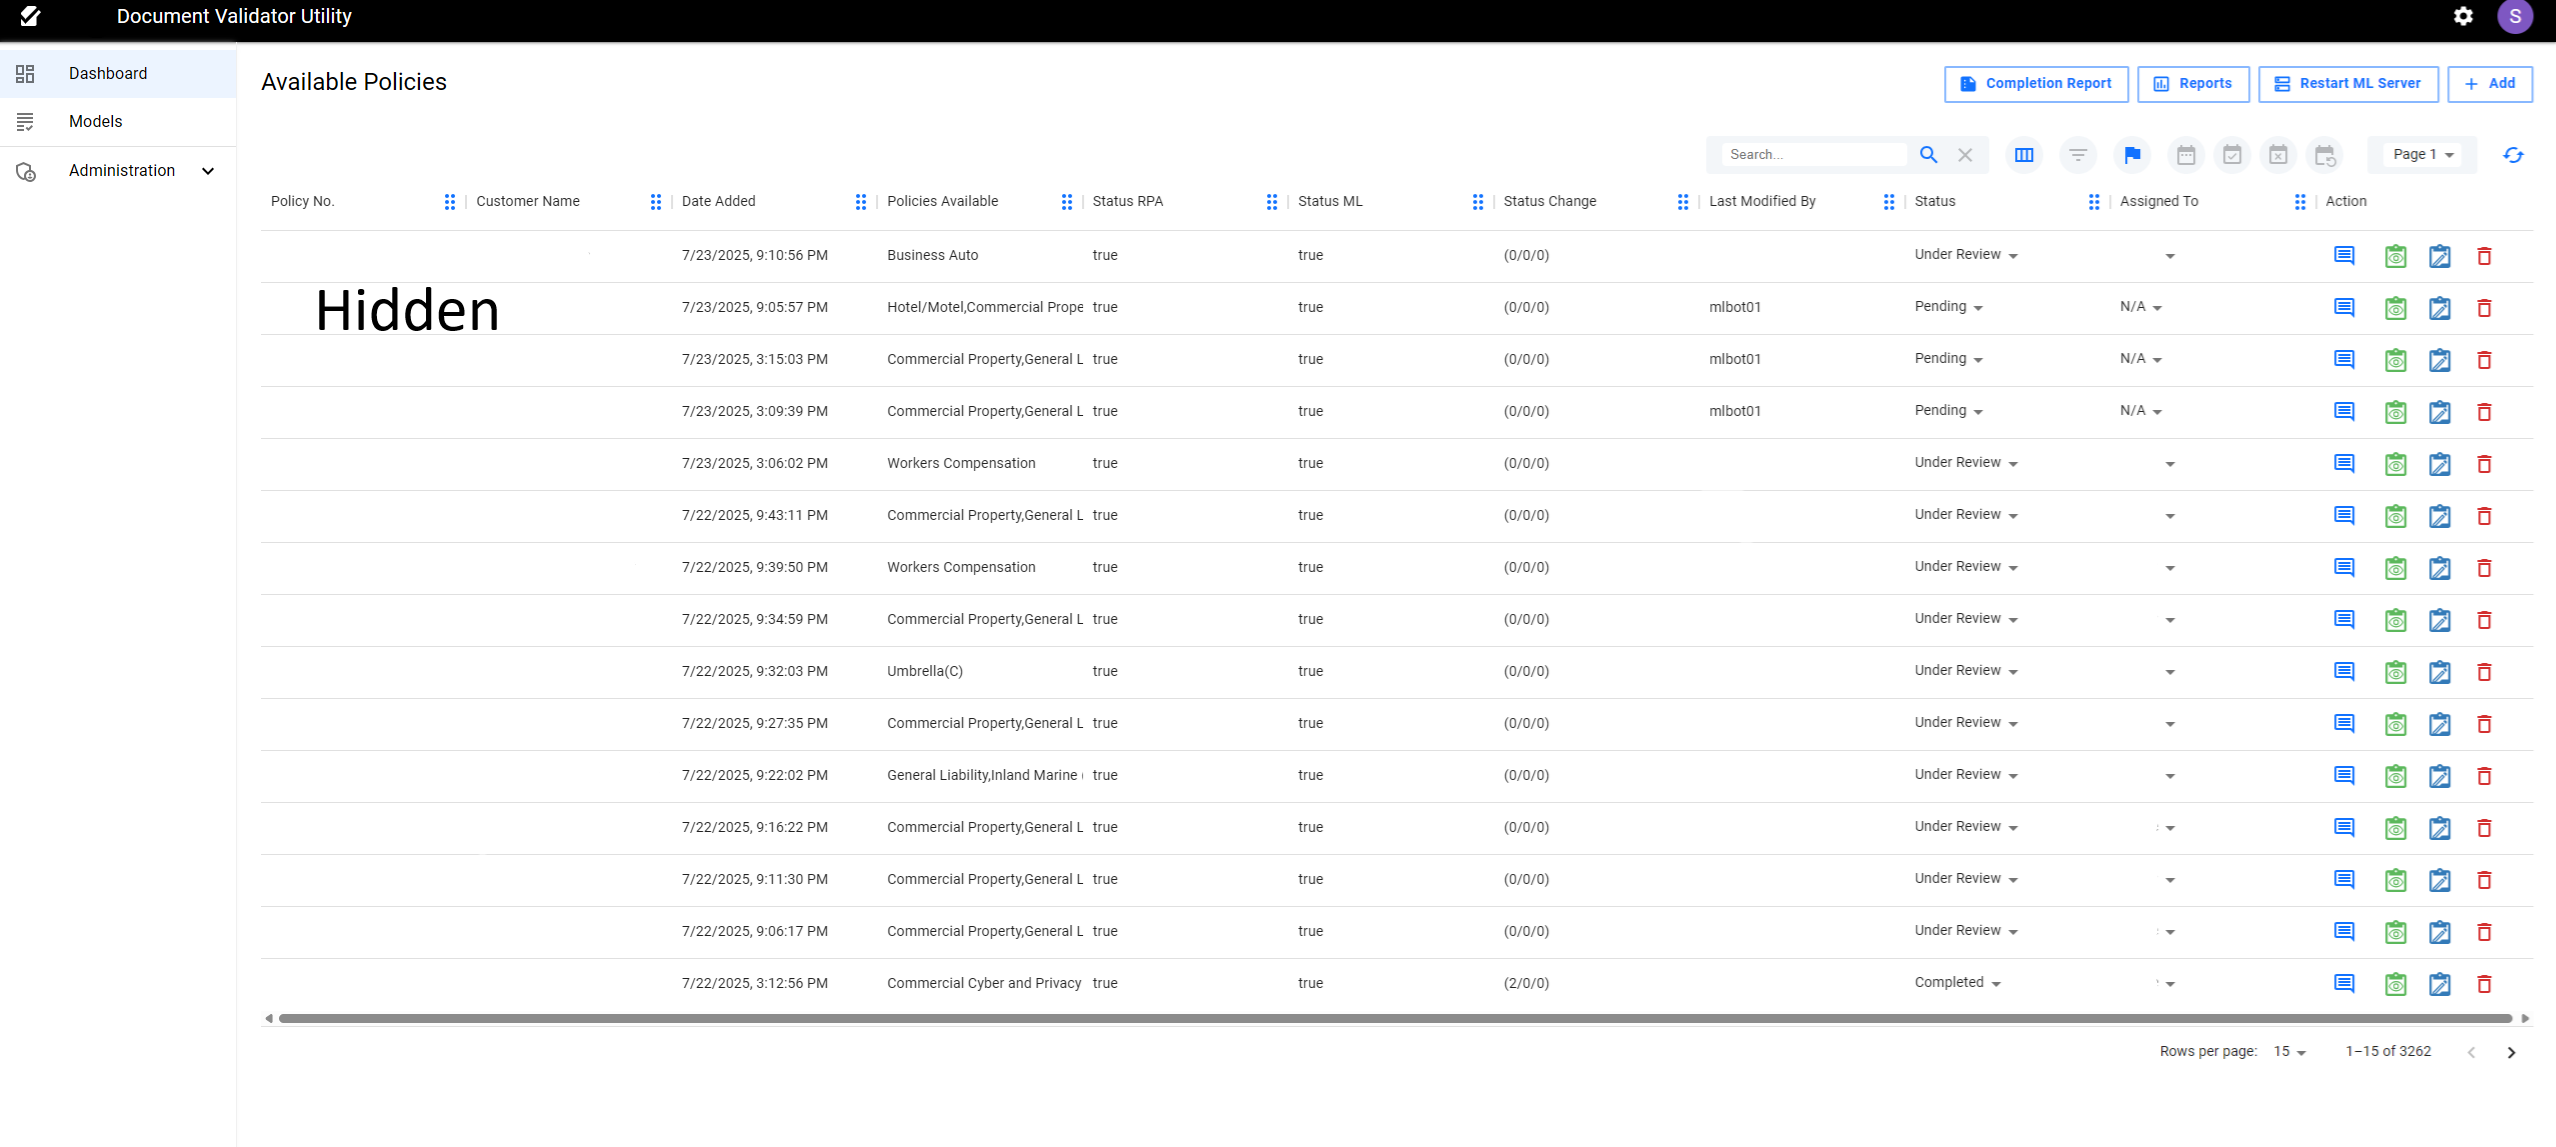 Document Validator Utility
S
Dashboard
Models
Administration
Available Policies
Completion Report Reports Restart ML Server + Add
Search... Page 1
Policy No. Customer Name Date Added Policies Available Status RPA Status ML Status Change Last Modified By Status Assigned To Action
7/23/2025, 9:10:56 PM Business Auto true true (0/0/0) Under Review
Hidden
7/23/2025, 9:05:57 PM Hotel/Motel,Commercial Prope true true (0/0/0) mlbot01 Pending N/A
7/23/2025, 3:15:03 PM Commercial Property,General L true true (0/0/0) mlbot01 Pending N/A
7/23/2025, 3:09:39 PM Commercial Property,General L true true (0/0/0) mlbot01 Pending N/A
7/23/2025, 3:06:02 PM Workers Compensation true true (0/0/0) Under Review
7/22/2025, 9:43:11 PM Commercial Property,General L true true (0/0/0) Under Review
7/22/2025, 9:39:50 PM Workers Compensation true true (0/0/0) Under Review
7/22/2025, 9:34:59 PM Commercial Property,General L true true (0/0/0) Under Review
7/22/2025, 9:32:03 PM Umbrella(C) true true (0/0/0) Under Review
7/22/2025, 9:27:35 PM Commercial Property,General L true true (0/0/0) Under Review
7/22/2025, 9:22:02 PM General Liability,Inland Marine true true (0/0/0) Under Review
7/22/2025, 9:16:22 PM Commercial Property,General L true true (0/0/0) Under Review
7/22/2025, 9:11:30 PM Commercial Property,General L true true (0/0/0) Under Review
7/22/2025, 9:06:17 PM Commercial Property,General L true true (0/0/0) Under Review
7/22/2025, 3:12:56 PM Commercial Cyber and Privacy true true (2/0/0) Completed
Rows per page: 15 1–15 of 3262